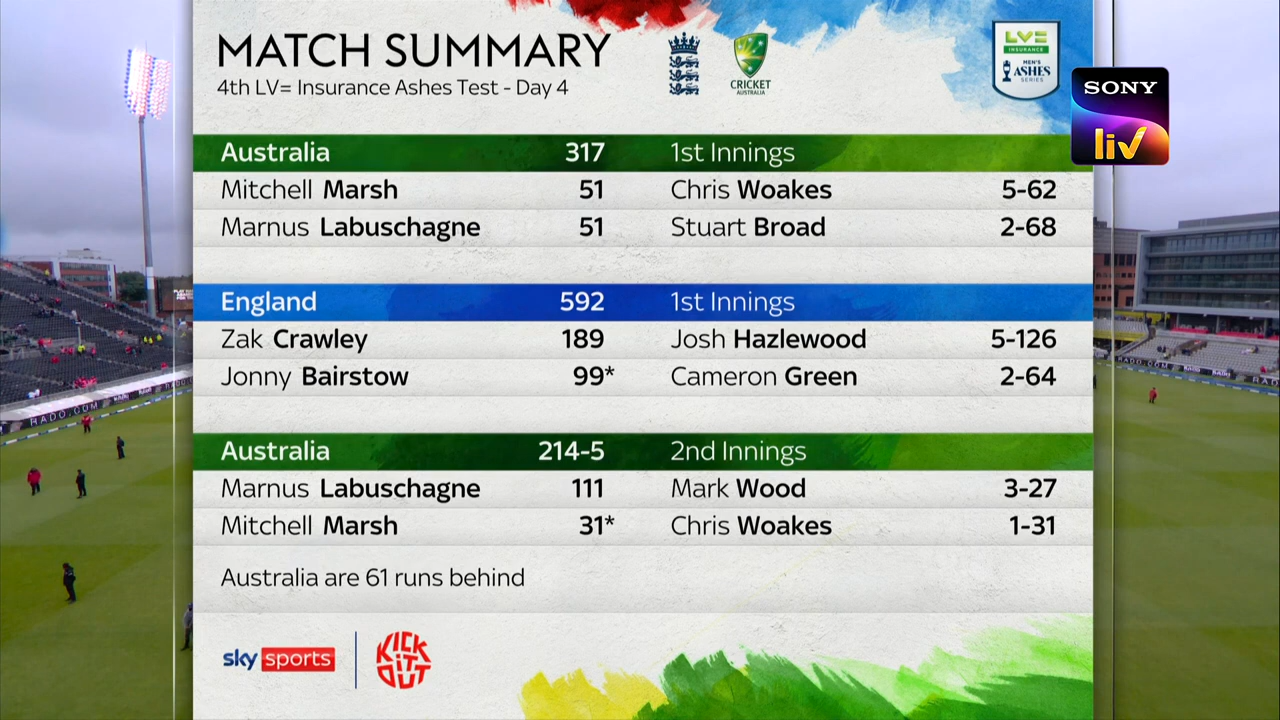 MATCH SUMMARY
4th LV= Insurance Ashes Test - Day 4
CRICKET
AUSTRALIA
LV=
INSURANCE
MEN'S
ASHES
SERIES
SONY
liv
Australia 317 1st Innings
Mitchell Marsh 51 Chris Woakes 5-62
Marnus Labuschagne 51 Stuart Broad 2-68
England 592 1st Innings
Zak Crawley 189 Josh Hazlewood 5-126
Jonny Bairstow 99* Cameron Green 2-64
Australia 214-5 2nd Innings
Marnus Labuschagne 111 Mark Wood 3-27
Mitchell Marsh 31* Chris Woakes 1-31
Australia are 61 runs behind
sky sports
KICK IT OUT
RADO.COM
RADO.COM